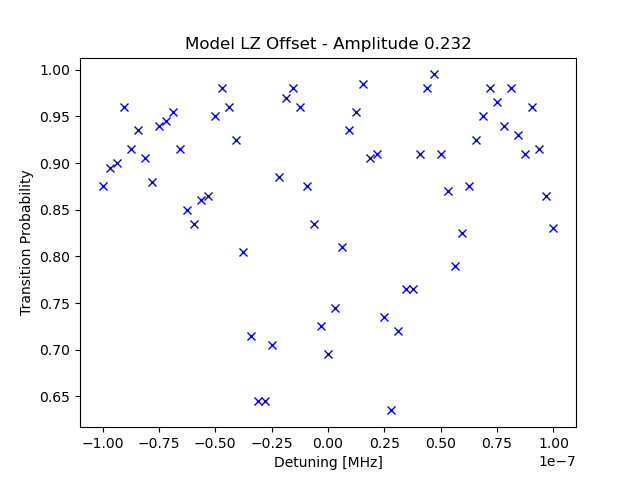 Model LZ Offset - Amplitude 0.232
1.00
0.95
0.90
0.85
0.80
0.75
0.70
0.65
Transition Probability
−1.00 −0.75 −0.50 −0.25 0.00 0.25 0.50 0.75 1.00
1e−7
Detuning [MHz]